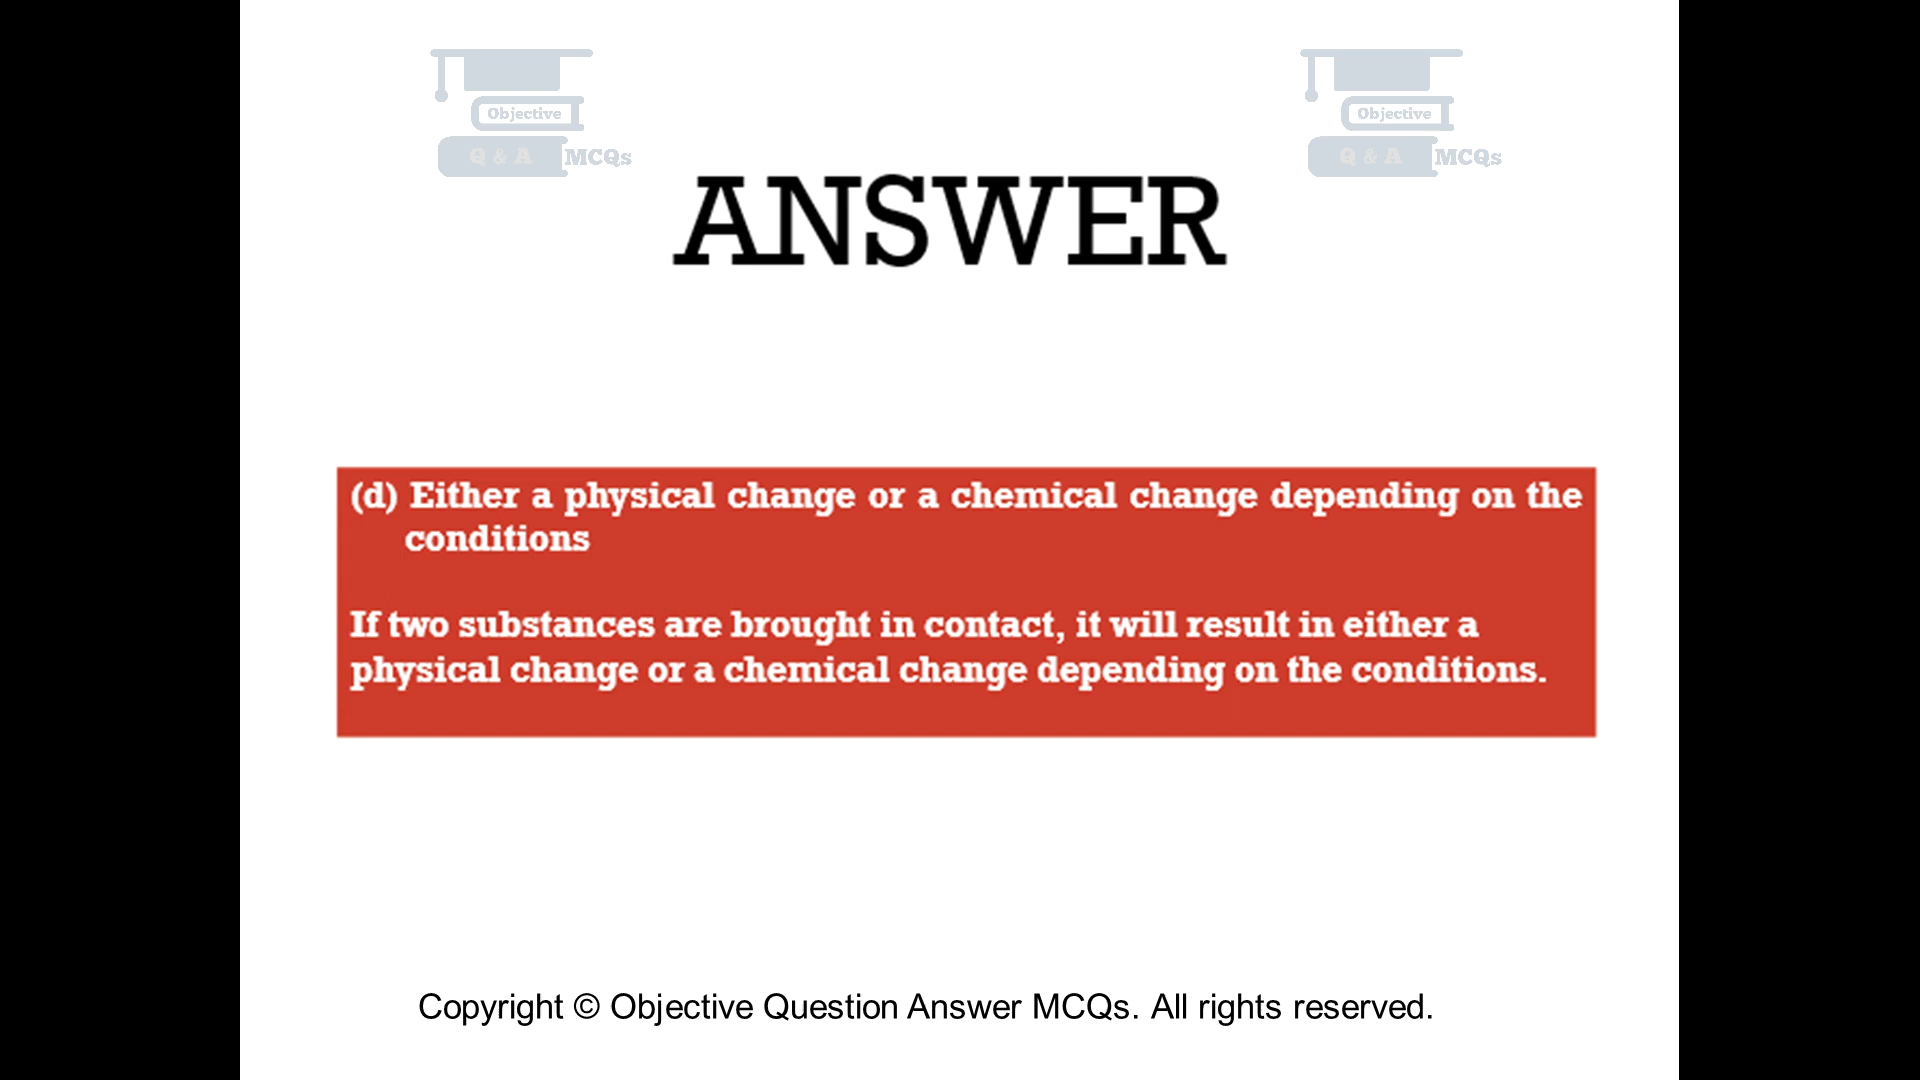 Objective
Q & A MCQs
Objective
Q & A MCQs
ANSWER
(d) Either a physical change or a chemical change depending on the
conditions
If two substances are brought in contact, it will result in either a
physical change or a chemical change depending on the conditions.
Copyright © Objective Question Answer MCQs. All rights reserved.